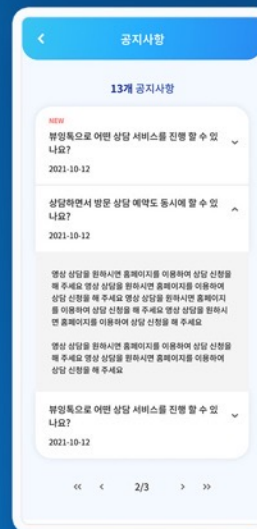 공지사항
13개 공지사항
NEW
뷰잉톡으로 어떤 상담 서비스를 진행 할 수 있
나요?
2021-10-12
상담하면서 방문 상담 예약도 동시에 할 수 있
나요?
2021-10-12
영상 상담을 원하시면 홈페이지를 이용하여 상담 신청을
해 주세요 영상 상담을 원하시면 홈페이지를 이용하여
상담 신청을 해 주세요 영상 상담을 원하시면 홈페이지
를 이용하여 상담 신청을 해 주세요 영상 상담을 원하시
면 홈페이지를 이용하여 상담 신청을 해 주세요
영상 상담을 원하시면 홈페이지를 이용하여 상담 신청을
해 주세요 영상 상담을 원하시면 홈페이지를 이용하여
상담 신청을 해 주세요
뷰잉톡으로 어떤 상담 서비스를 진행 할 수 있
나요?
2021-10-12
<< < 2/3 > >>